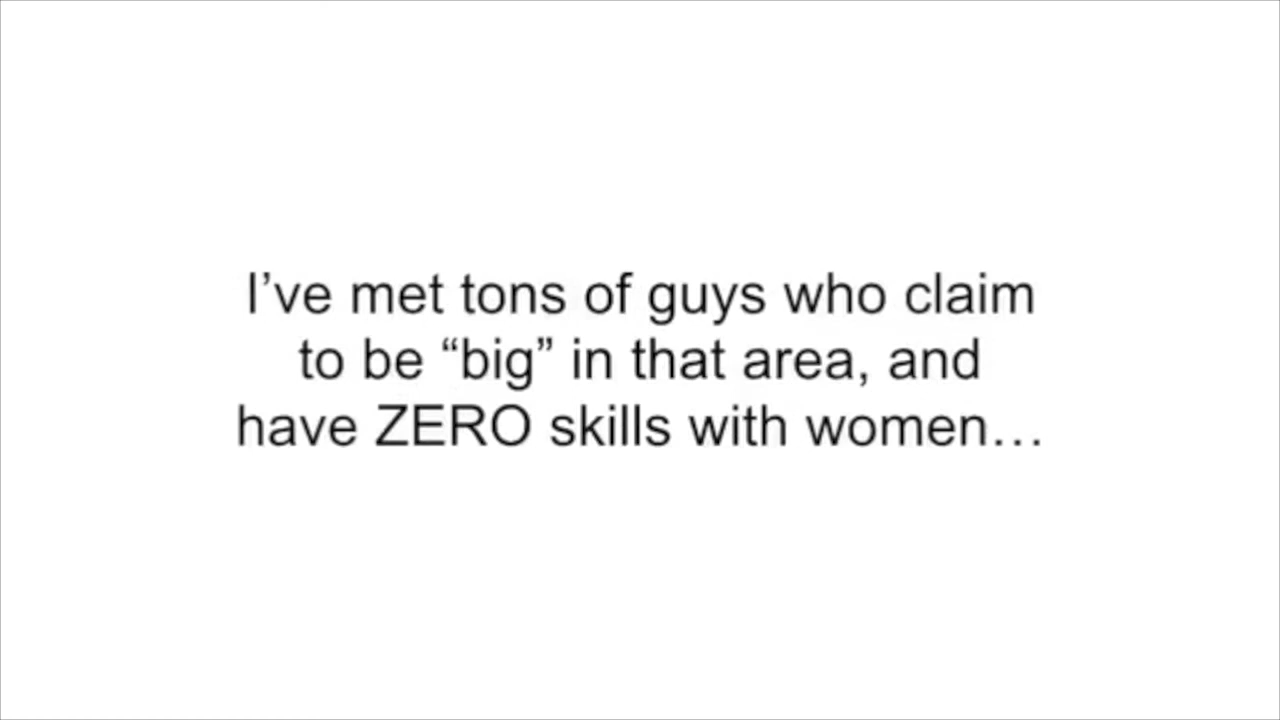 I’ve met tons of guys who claim
to be “big” in that area, and
have ZERO skills with women…